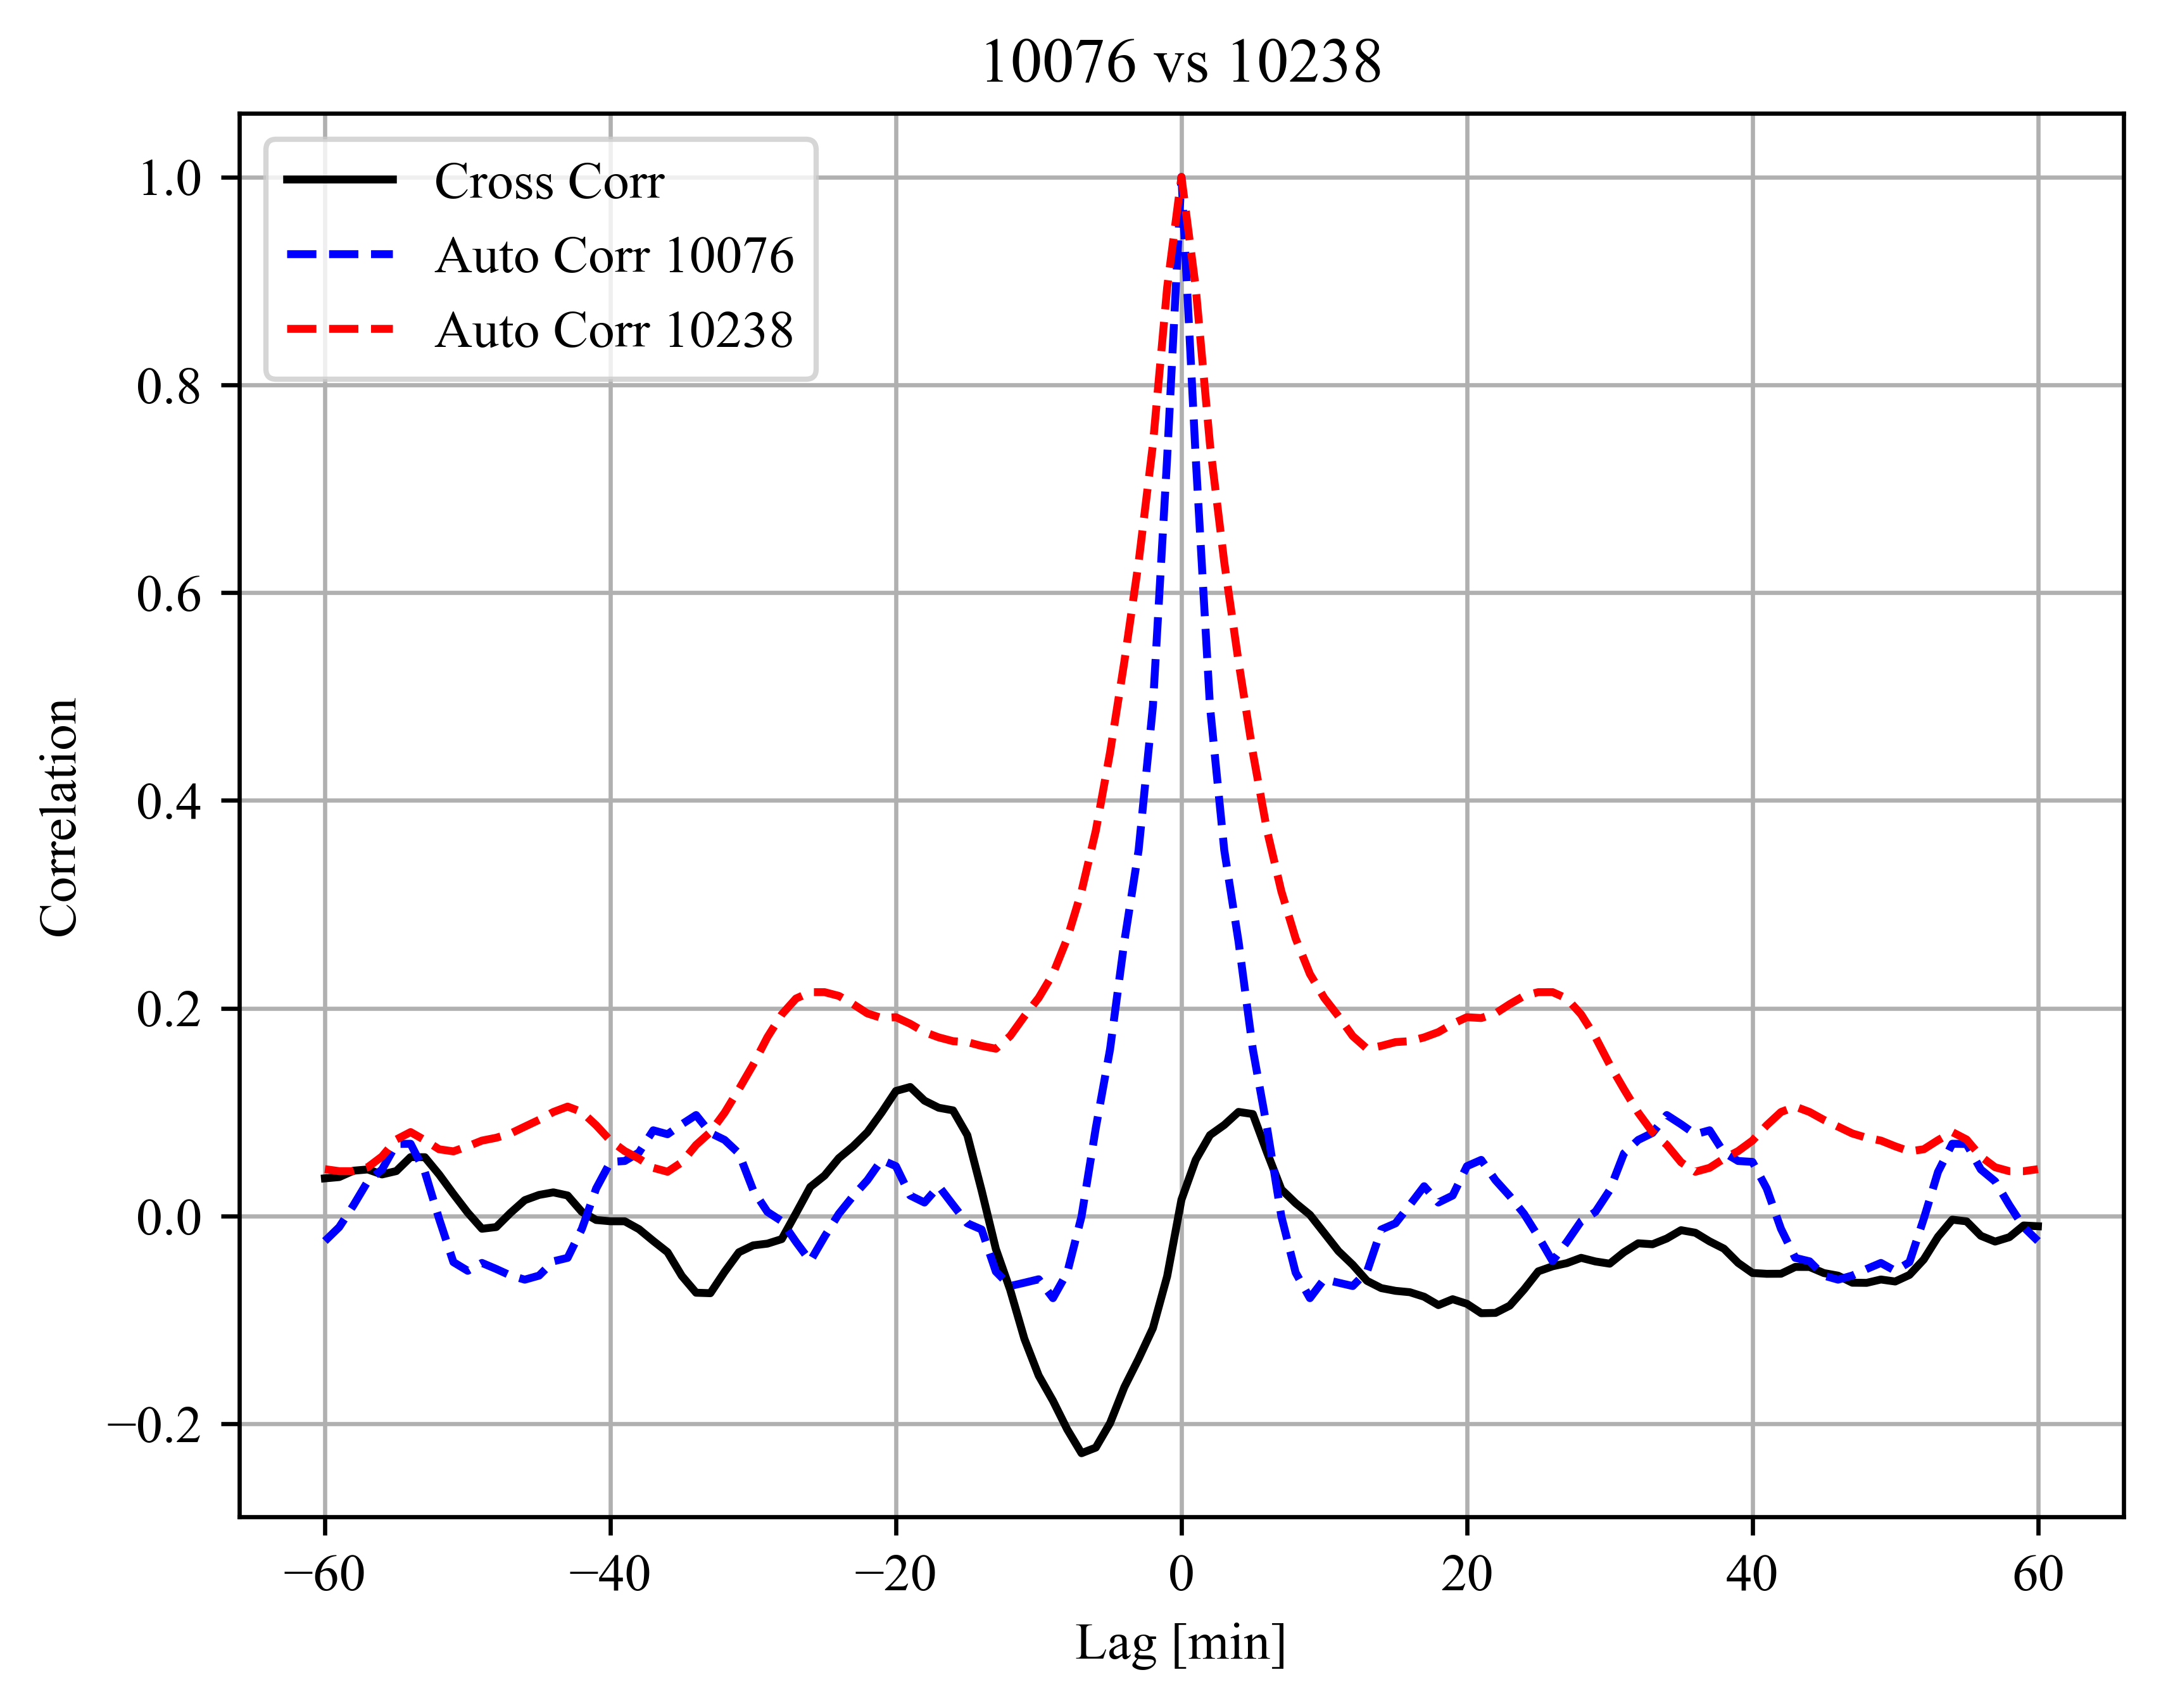 10076 vs 10238
Cross Corr
Auto Corr 10076
Auto Corr 10238
1.0
0.8
0.6
0.4
0.2
0.0
−0.2
Correlation
−60
−40
−20
0
20
40
60
Lag [min]